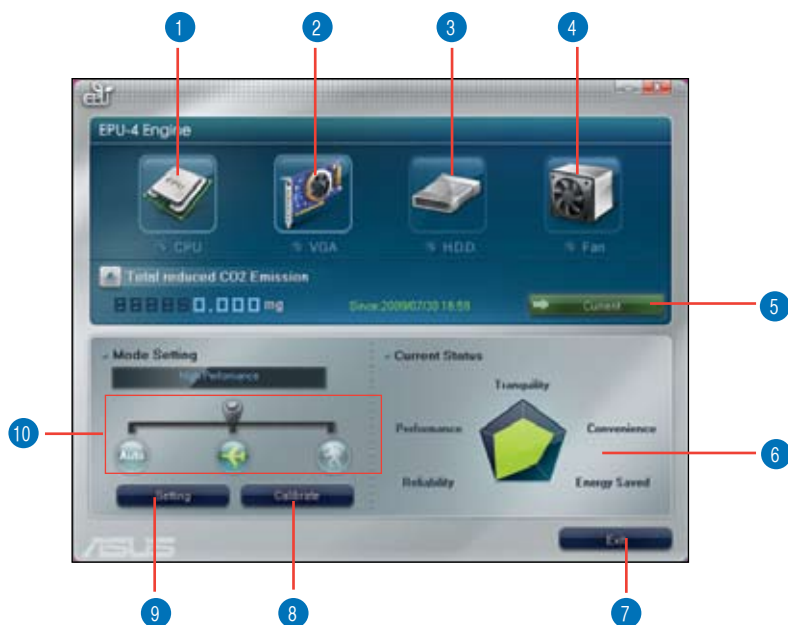 1 2 3 4
EPU
EPU-4 Engine
EPU
CPU VGA HDD Fan
Total reduced CO2 Emission
0.000 mg Since:2009/07/30 18:58 Current
5
Mode Setting
High Performance
Auto
10
Setting Calibrate
Current Status
Tranquility
Performance Convenience
Reliability Energy Saved
6
ASUS
Exit
9 8 7